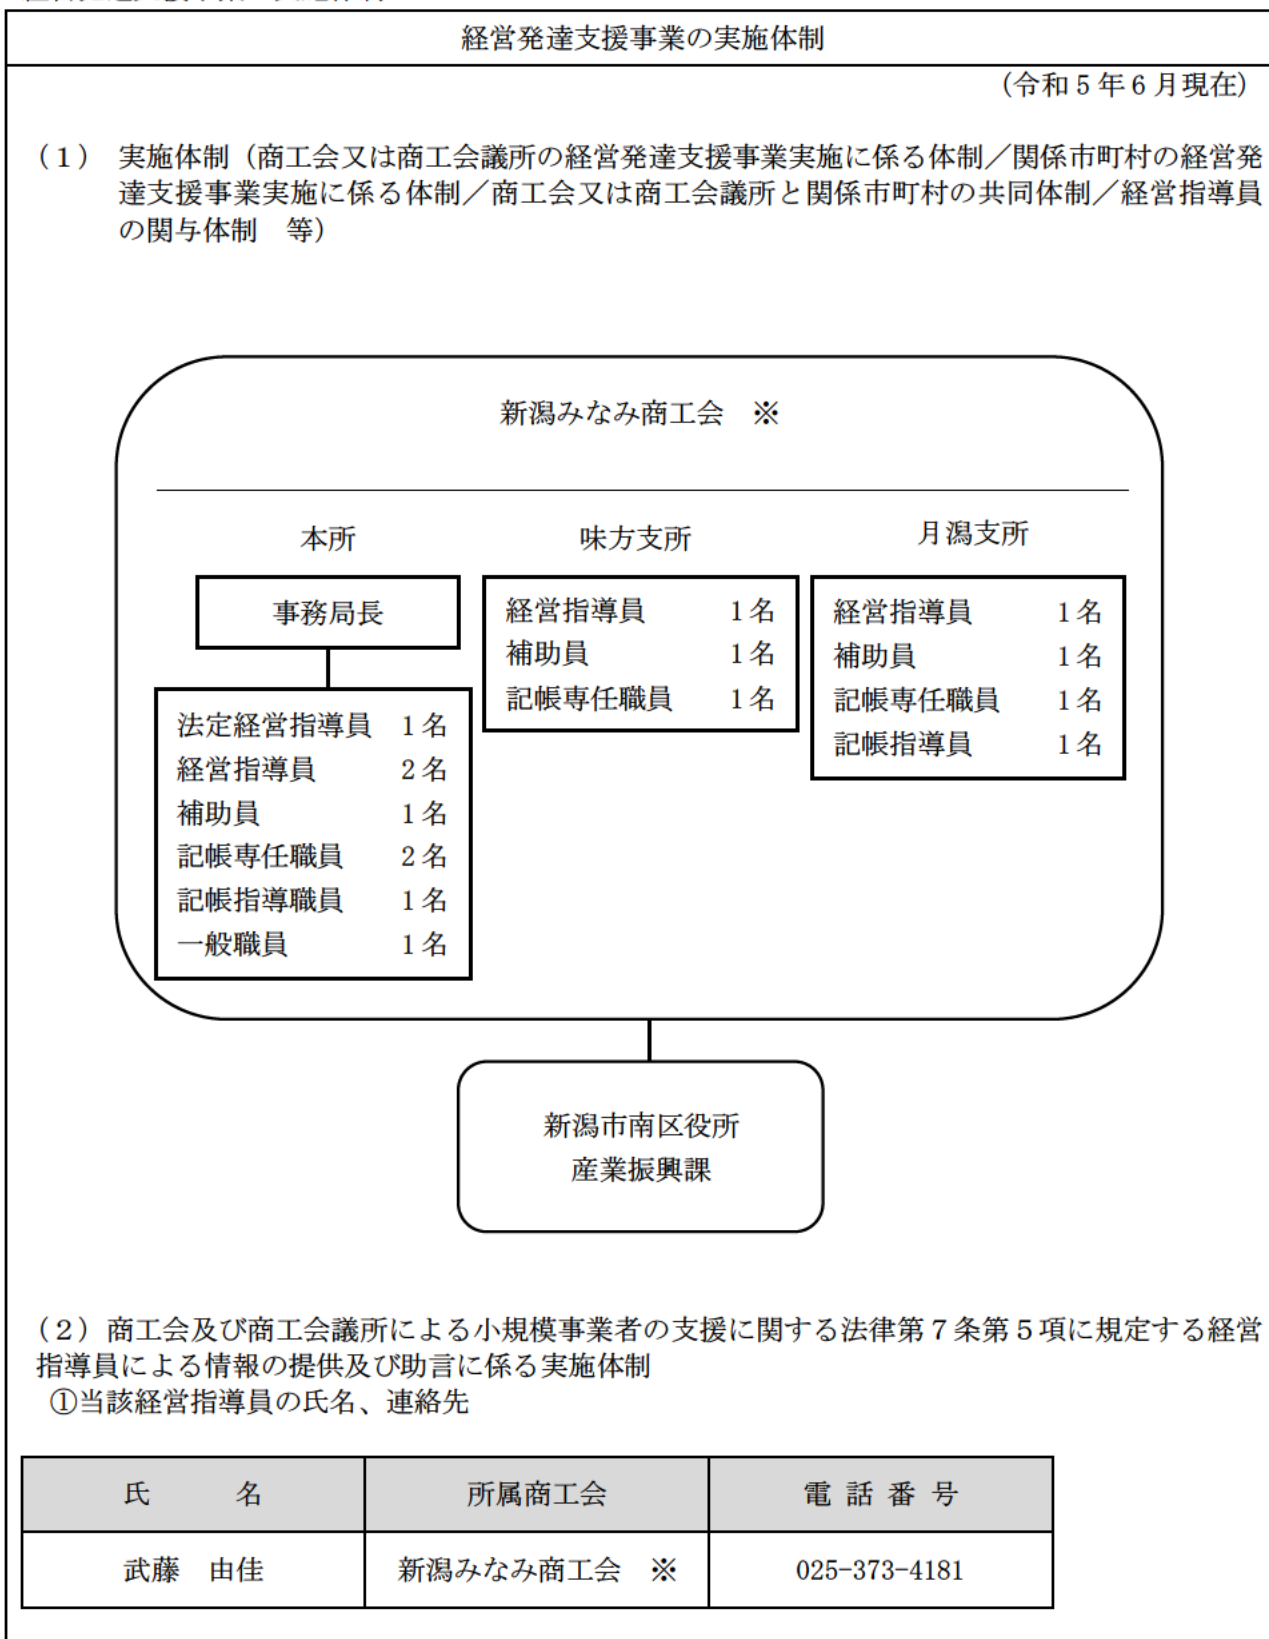 経営発達支援事業の実施体制
(令和5年6月現在)
(1) 実施体制(商工会又は商工会議所の経営発達支援事業実施に係る体制/関係市町村の経営発
達支援事業実施に係る体制/商工会又は商工会議所と関係市町村の共同体制/経営指導員
の関与体制 等)
新潟みなみ商工会 ※
本所
事務局長
法定経営指導員 1名
経営指導員 2名
補助員 1名
記帳専任職員 2名
記帳指導職員 1名
一般職員 1名
味方支所
経営指導員 1名
補助員 1名
記帳専任職員 1名
月潟支所
経営指導員 1名
補助員 1名
記帳専任職員 1名
記帳指導員 1名
新潟市南区役所
産業振興課
(2)商工会及び商工会議所による小規模事業者の支援に関する法律第7条第5項に規定する経営
指導員による情報の提供及び助言に係る実施体制
①当該経営指導員の氏名、連絡先
氏 名 所属商工会 電話番号
武藤 由佳 新潟みなみ商工会 ※ 025-373-4181